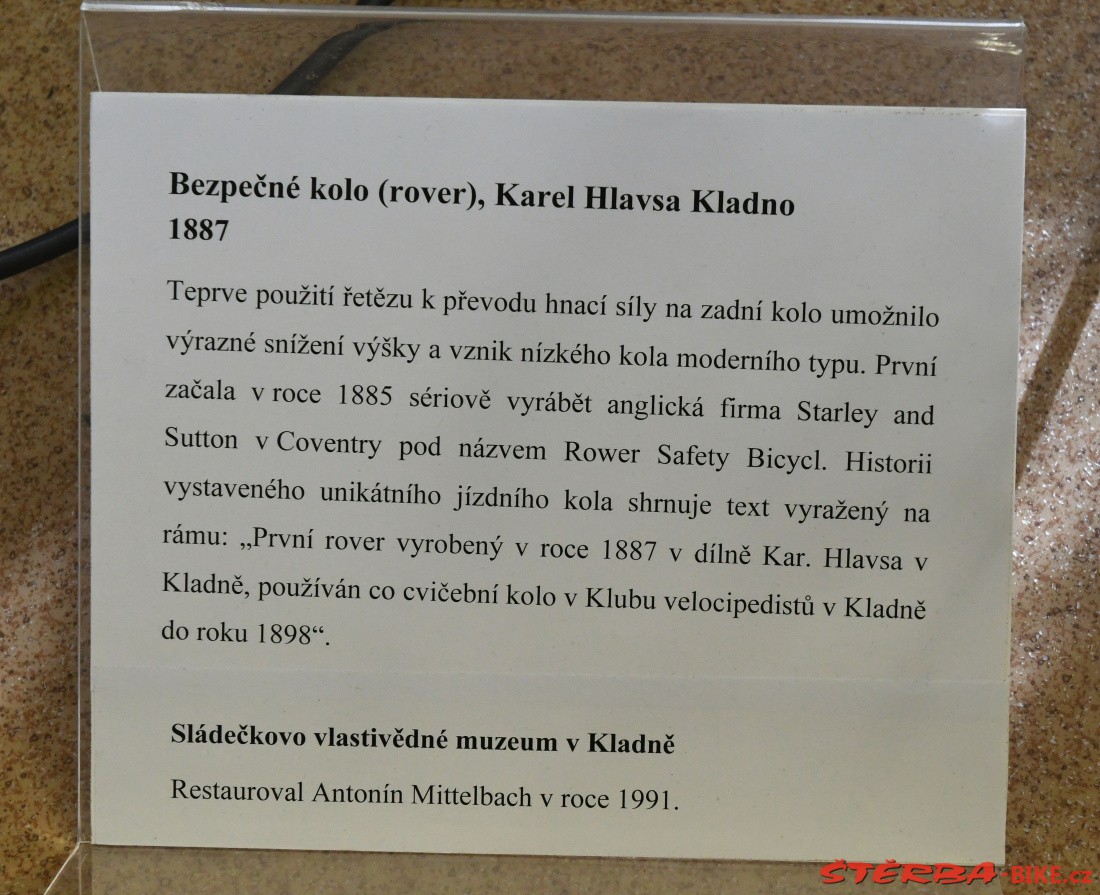 Bezpečné kolo (rover), Karel Hlavsa Kladno
1887
Teprve použití řetězu k převodu hnací síly na zadní kolo umožnilo
výrazné snížení výšky a vznik nízkého kola moderního typu. První
začala v roce 1885 sériově vyrábět anglická firma Starley and
Sutton v Coventry pod názvem Rower Safety Bicycl. Historii
vystaveného unikátního jízdního kola shrnuje text vyražený na
rámu: „První rover vyrobený v roce 1887 v dílně Kar. Hlavsa v
Kladně, používán co cvičební kolo v Klubu velocipedistů v Kladně
do roku 1898“.
Sládečkovo vlastivědné muzeum v Kladně
Restauroval Antonín Mittelbach v roce 1991.
ŠTĚRBA-BIKE.cz